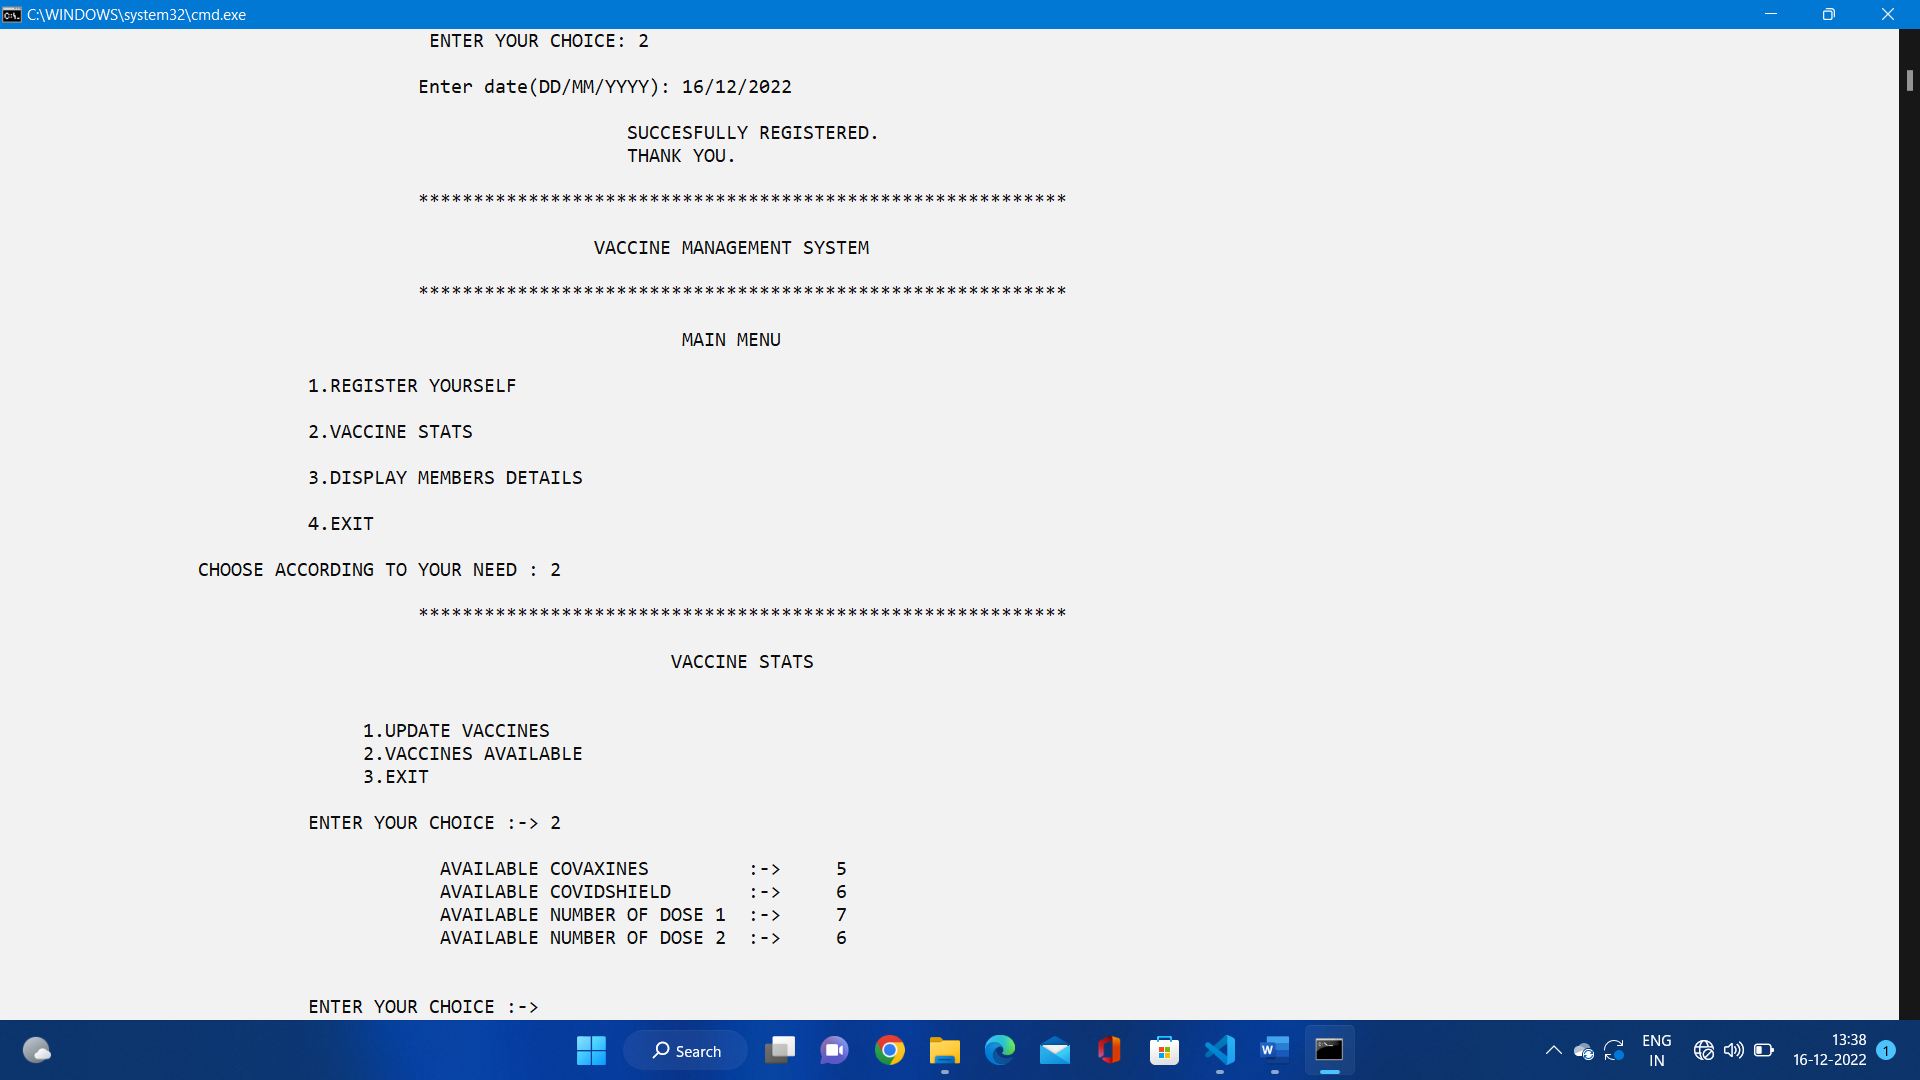 C:\WINDOWS\system32\cmd.exe
ENTER YOUR CHOICE: 2
Enter date(DD/MM/YYYY): 16/12/2022
SUCCESFULLY REGISTERED.
THANK YOU.
***********************************************************
VACCINE MANAGEMENT SYSTEM
***********************************************************
MAIN MENU
1.REGISTER YOURSELF
2.VACCINE STATS
3.DISPLAY MEMBERS DETAILS
4.EXIT
CHOOSE ACCORDING TO YOUR NEED : 2
***********************************************************
VACCINE STATS
1.UPDATE VACCINES
2.VACCINES AVAILABLE
3.EXIT
ENTER YOUR CHOICE :-> 2
AVAILABLE COVAXINES :-> 5
AVAILABLE COVIDSHIELD :-> 6
AVAILABLE NUMBER OF DOSE 1 :-> 7
AVAILABLE NUMBER OF DOSE 2 :-> 6
ENTER YOUR CHOICE :->
Search
ENG
IN
13:38
16-12-2022
1